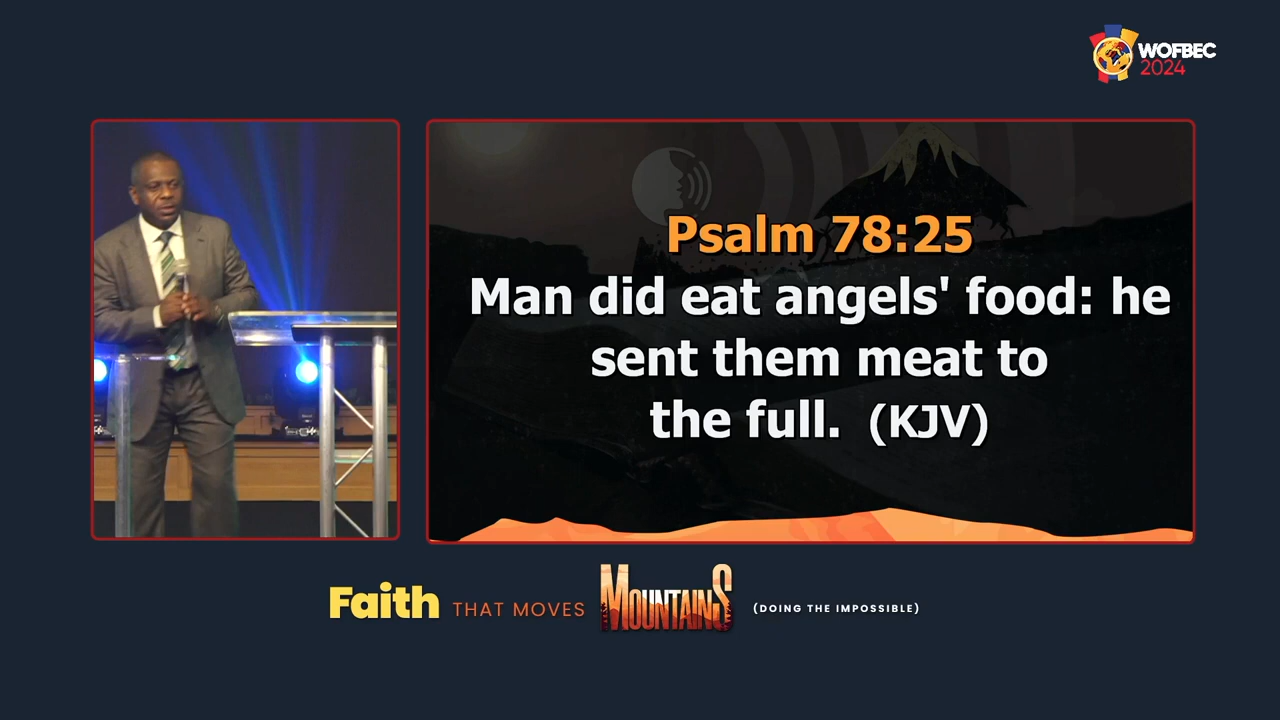 WOFBEC
2024
Psalm 78:25
Man did eat angels' food: he
sent them meat to
the full. (KJV)
Faith THAT MOVES MOUNTAINS (DOING THE IMPOSSIBLE)